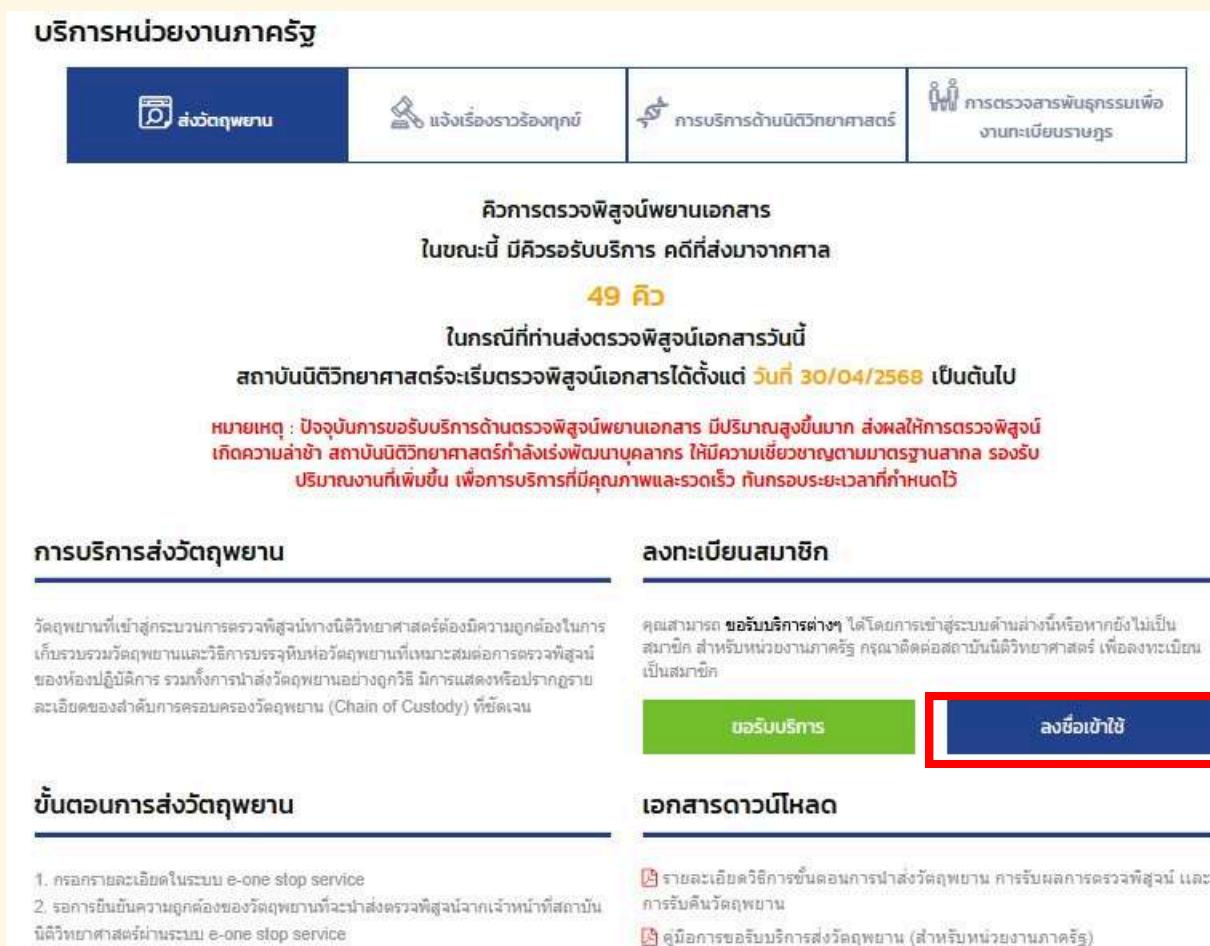 บริการหน่วยงานภาครัฐ
ส่งวัตถุพยาน
แจ้งเรื่องราวร้องทุกข์
การบริการด้านนิติวิทยาศาสตร์
การตรวจสารพันธุกรรมเพื่อ
งานทะเบียนราษฎร
คิวการตรวจพิสูจน์พยานเอกสาร
ในขณะนี้ มีคิวรอรับบริการ คดีที่ส่งมาจากศาล
49 คิว
ในกรณีที่ท่านส่งตรวจพิสูจน์เอกสารวันนี้
สถาบันนิติวิทยาศาสตร์จะเริ่มตรวจพิสูจน์เอกสารได้ตั้งแต่ วันที่ 30/04/2568 เป็นต้นไป
หมายเหตุ : ปัจจุบันการขอรับบริการด้านตรวจพิสูจน์พยานเอกสาร มีปริมาณสูงขึ้นมาก ส่งผลให้การตรวจพิสูจน์
เกิดความล่าช้า สถาบันนิติวิทยาศาสตร์กำลังเร่งพัฒนาบุคลากร ให้มีความเชี่ยวชาญตามมาตรฐานสากล รองรับ
ปริมาณงานที่เพิ่มขึ้น เพื่อการบริการที่มีคุณภาพและรวดเร็ว ทันกรอบระยะเวลาที่กำหนดไว้
การบริการส่งวัตถุพยาน
วัตถุพยานที่เข้าสู่กระบวนการตรวจพิสูจน์ทางนิติวิทยาศาสตร์ต้องมีความถูกต้องในการ
เก็บรวบรวมวัตถุพยานและวิธีการบรรจุหีบห่อวัตถุพยานที่เหมาะสมต่อการตรวจพิสูจน์
ของห้องปฏิบัติการ รวมทั้งการนำส่งวัตถุพยานอย่างถูกวิธี มีการแสดงหรือปรากฏราย
ละเอียดของลำดับการครอบครองวัตถุพยาน (Chain of Custody) ที่ชัดเจน
ลงทะเบียนสมาชิก
คุณสามารถ ขอรับบริการต่างๆ ได้โดยการเข้าสู่ระบบด้านล่างนี้หรือหากยังไม่เป็น
สมาชิก สำหรับหน่วยงานภาครัฐ กรุณาติดต่อสถาบันนิติวิทยาศาสตร์ เพื่อลงทะเบียน
เป็นสมาชิก
ขอรับบริการ
ลงชื่อเข้าใช้
ขั้นตอนการส่งวัตถุพยาน
1. กรอกรายละเอียดในระบบ e-one stop service
2. รอการยืนยันความถูกต้องของวัตถุพยานที่จะนำส่งตรวจพิสูจน์จากเจ้าหน้าที่สถาบัน
นิติวิทยาศาสตร์ผ่านระบบ e-one stop service
เอกสารดาวน์โหลด
รายละเอียดวิธีการขั้นตอนการนำส่งวัตถุพยาน การรับผลการตรวจพิสูจน์ และ
การรับคืนวัตถุพยาน
คู่มือการขอรับบริการส่งวัตถุพยาน (สำหรับหน่วยงานภาครัฐ)